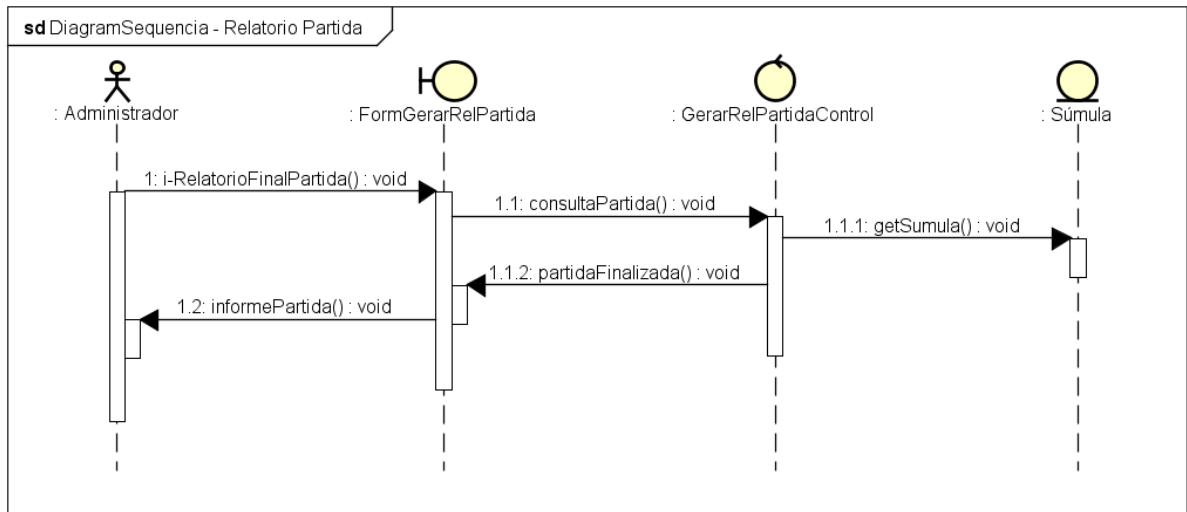 sd DiagramSequencia - Relatorio Partida
: Administrador
: FormGerarRelPartida
: GerarRelPartidaControl
: Súmula
1: i-RelatorioFinalPartida() : void
1.1: consultaPartida() : void
1.1.1: getSumula() : void
1.1.2: partidaFinalizada() : void
1.2: informePartida() : void